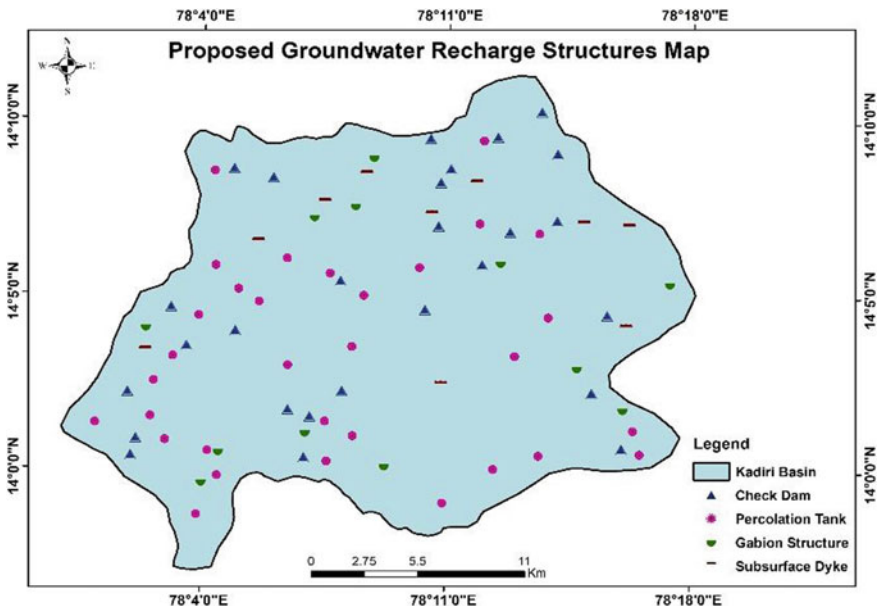 78°4'0"E 78°11'0"E 78°18'0"E
Proposed Groundwater Recharge Structures Map
N
W E
S
14°10'0"N 14°10'0"N
14°5'0"N 14°5'0"N
14°0'0"N 14°0'0"N
Legend
Kadiri Basin
Check Dam
Percolation Tank
Gabion Structure
Subsurface Dyke
0 2.75 5.5 11
Km
78°4'0"E 78°11'0"E 78°18'0"E